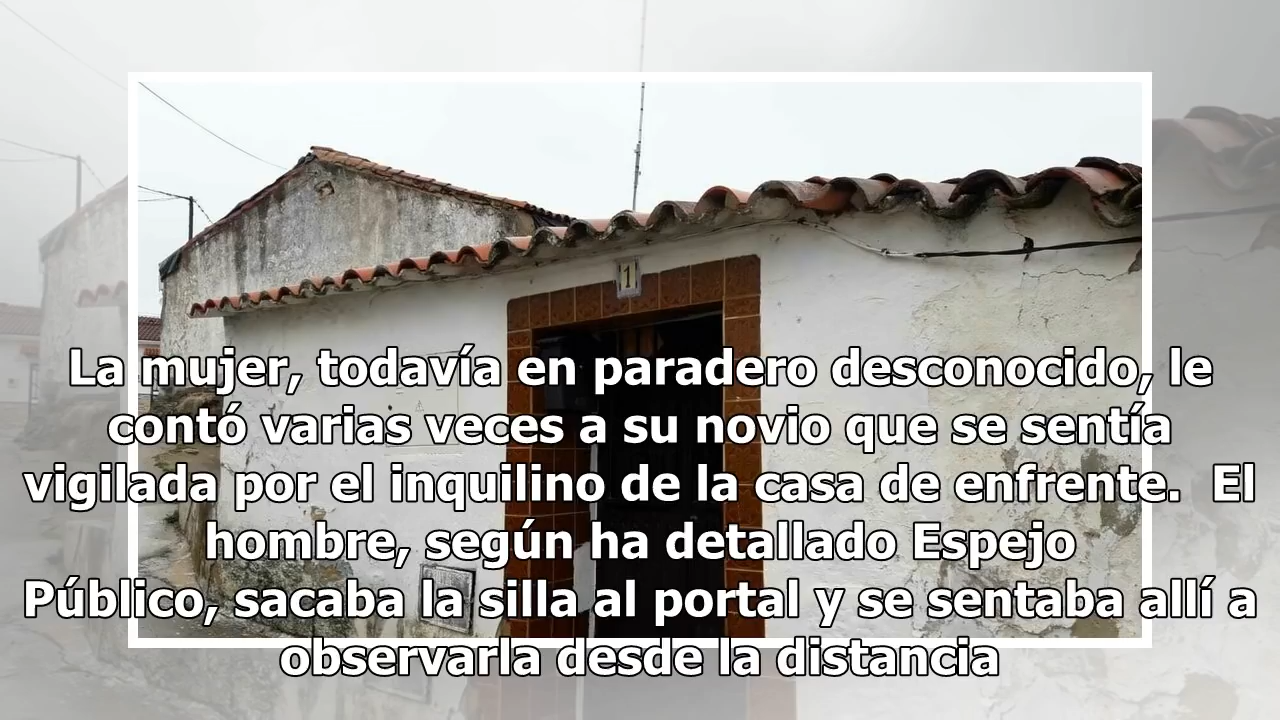 1
La mujer, todavía en paradero desconocido, le
contó varias veces a su novio que se sentía
vigilada por el inquilino de la casa de enfrente.  El
hombre, según ha detallado Espejo
Público, sacaba la silla al portal y se sentaba allí a
observarla desde la distancia